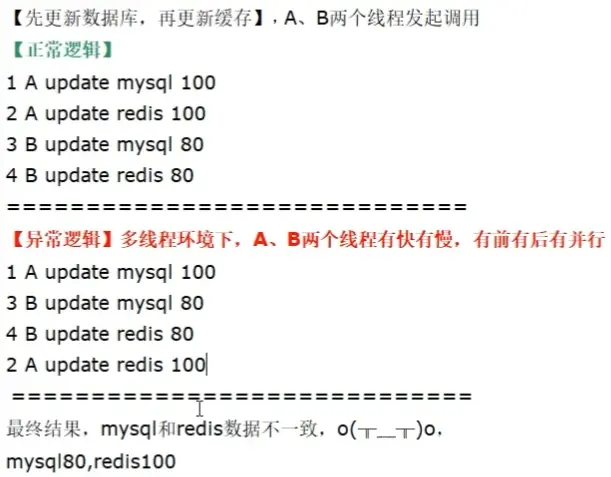 【先更新数据库，再更新缓存】，A、B两个线程发起调用
【正常逻辑】
1 A update mysql 100
2 A update redis 100
3 B update mysql 80
4 B update redis 80
=============================
【异常逻辑】多线程环境下，A、B两个线程有快有慢，有前有后有并行
1 A update mysql 100
3 B update mysql 80
4 B update redis 80
2 A update redis 100
=============================
最终结果，mysql和redis数据不一致，o(╥﹏╥)o，
mysql80,redis100